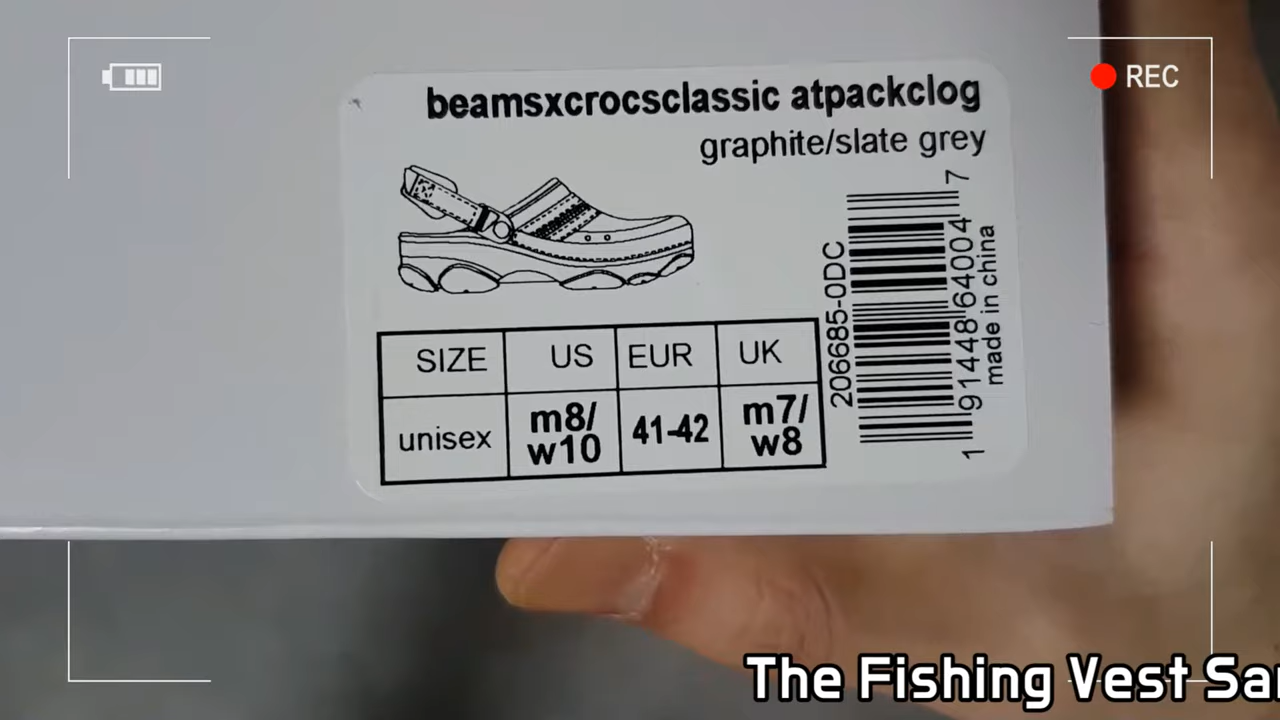 REC
beamsxcrocsclassic atpackclog
graphite/slate grey
SIZE US EUR UK
unisex m8/w10 41-42 m7/w8
206685-0DC
1 91448 64004 7
made in china
The Fishing Vest